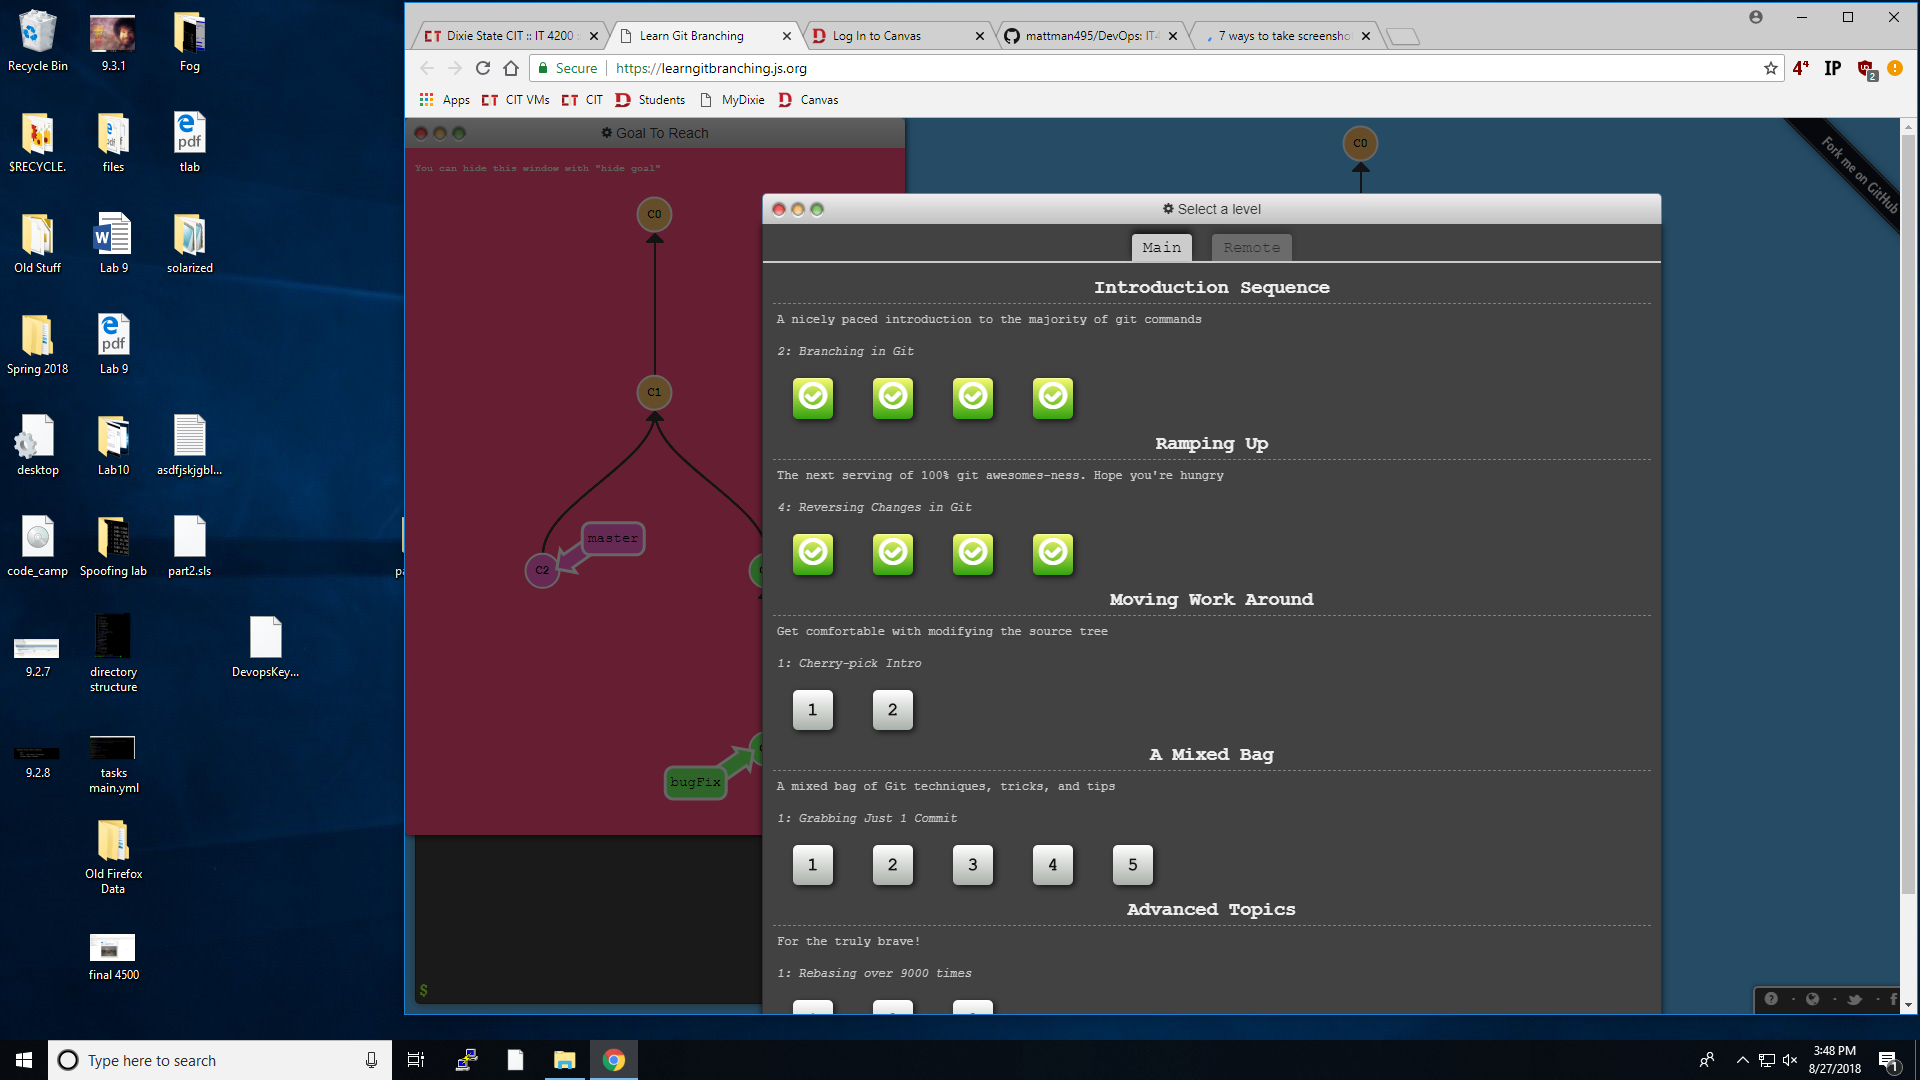 Recycle Bin
9.3.1
Fog
$RECYCLE.
files
tlab
Old Stuff
Lab 9
solarized
Spring 2018
Lab 9
desktop
Lab10
asdfjskjgbl...
code_camp
Spoofing lab
part2.sls
9.2.7
directory
structure
DevopsKey...
9.2.8
tasks
main.yml
Old Firefox
Data
final 4500
Dixie State CIT :: IT 4200
Learn Git Branching
Log In to Canvas
mattman495/DevOps: IT4
7 ways to take screensho
Secure
https://learngitbranching.js.org
IP
2
Apps
CIT VMs
CIT
Students
MyDixie
Canvas
Goal To Reach
You can hide this window with "hide goal"
C0
C1
master
C2
bugFix
$
C0
Fork me on GitHub
Select a level
Main
Remote
Introduction Sequence
A nicely paced introduction to the majority of git commands
2: Branching in Git
Ramping Up
The next serving of 100% git awesomes-ness. Hope you're hungry
4: Reversing Changes in Git
Moving Work Around
Get comfortable with modifying the source tree
1: Cherry-pick Intro
1
2
A Mixed Bag
A mixed bag of Git techniques, tricks, and tips
1: Grabbing Just 1 Commit
1
2
3
4
5
Advanced Topics
For the truly brave!
1: Rebasing over 9000 times
Type here to search
3:48 PM
8/27/2018
1